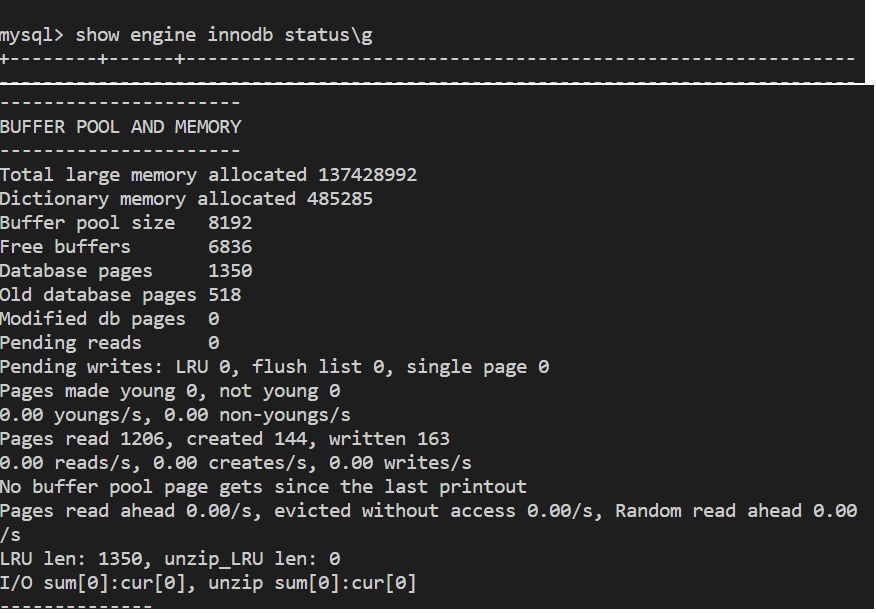 mysql> show engine innodb status\g
+--------+------+-------------------------------------------------------------
-------------------------------------------------------------------------------
----------------------
BUFFER POOL AND MEMORY
----------------------
Total large memory allocated 137428992
Dictionary memory allocated 485285
Buffer pool size   8192
Free buffers       6836
Database pages     1350
Old database pages 518
Modified db pages  0
Pending reads      0
Pending writes: LRU 0, flush list 0, single page 0
Pages made young 0, not young 0
0.00 youngs/s, 0.00 non-youngs/s
Pages read 1206, created 144, written 163
0.00 reads/s, 0.00 creates/s, 0.00 writes/s
No buffer pool page gets since the last printout
Pages read ahead 0.00/s, evicted without access 0.00/s, Random read ahead 0.00
/s
LRU len: 1350, unzip_LRU len: 0
I/O sum[0]:cur[0], unzip sum[0]:cur[0]
--------------